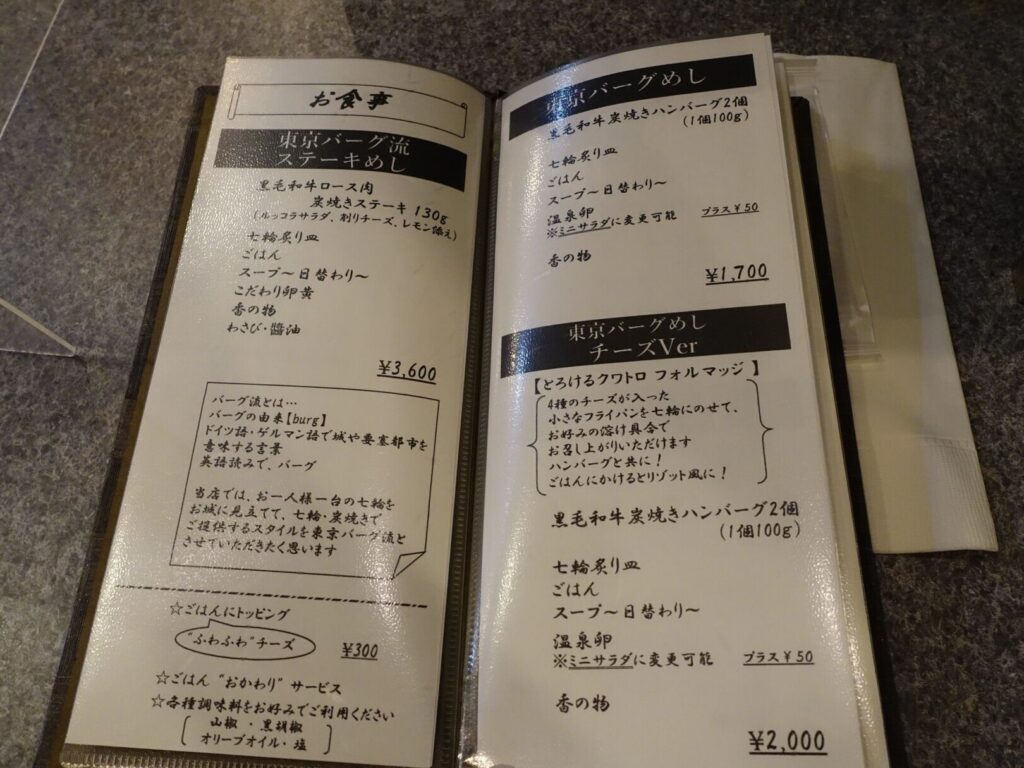 お食事
東京バーグ流
ステーキめし
黒毛和牛ロース肉
炭焼きステーキ 130g
(ルッコラサラダ、削りチーズ、レモン添え)
七輪炙り皿
ごはん
スープ〜日替わり〜
こだわり卵黄
香の物
わさび・醬油
¥3,600
バーグ流とは…
バーグの由来【burg】
ドイツ語・ゲルマン語で城や要塞都市を
意味する言葉
英語読みで、バーグ
当店では、お一人様一台の七輪を
お城に見立てて、七輪・炭焼きで
ご提供するスタイルを東京バーグ流と
させていただきたく思います
☆ごはんにトッピング
"ふわふわ"チーズ
¥300
☆ごはん "おかわり" サービス
☆各種調味料をお好みでご利用ください
山椒 ・ 黒胡椒
オリーブオイル・塩
東京バーグめし
黒毛和牛炭焼きハンバーグ2個
(1個100g)
七輪炙り皿
ごはん
スープ〜日替わり〜
温泉卵
※ミニサラダに変更可能 プラス¥50
香の物
¥1,700
東京バーグめし
チーズVer
【とろけるクワトロ フォルマッジ】
4種のチーズが入った
小さなフライパンを七輪にのせて、
お好みの溶け具合で
お召し上がりいただけます
ハンバーグと共に!
ごはんにかけるとリゾット風に!
黒毛和牛炭焼きハンバーグ2個
(1個100g)
七輪炙り皿
ごはん
スープ〜日替わり〜
温泉卵
※ミニサラダに変更可能 プラス¥50
香の物
¥2,000